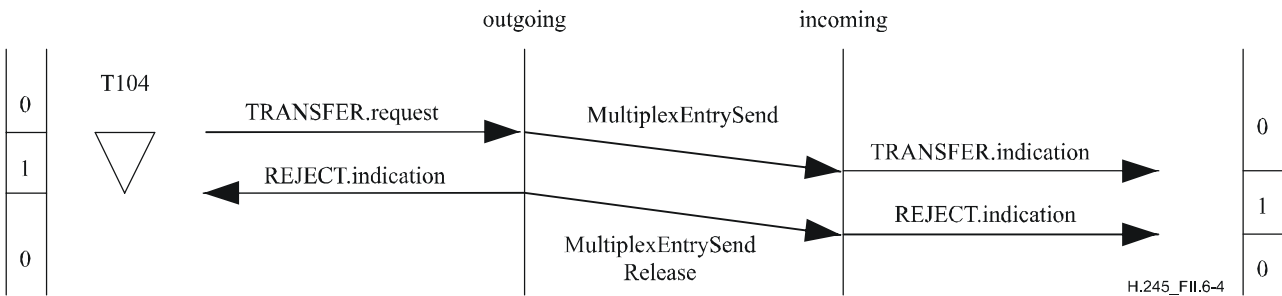 outgoing
incoming
T104
0
TRANSFER.request
MultiplexEntrySend
0
1
REJECT.indication
TRANSFER.indication
1
REJECT.indication
0
MultiplexEntrySend
Release
0
H.245_FII.6-4